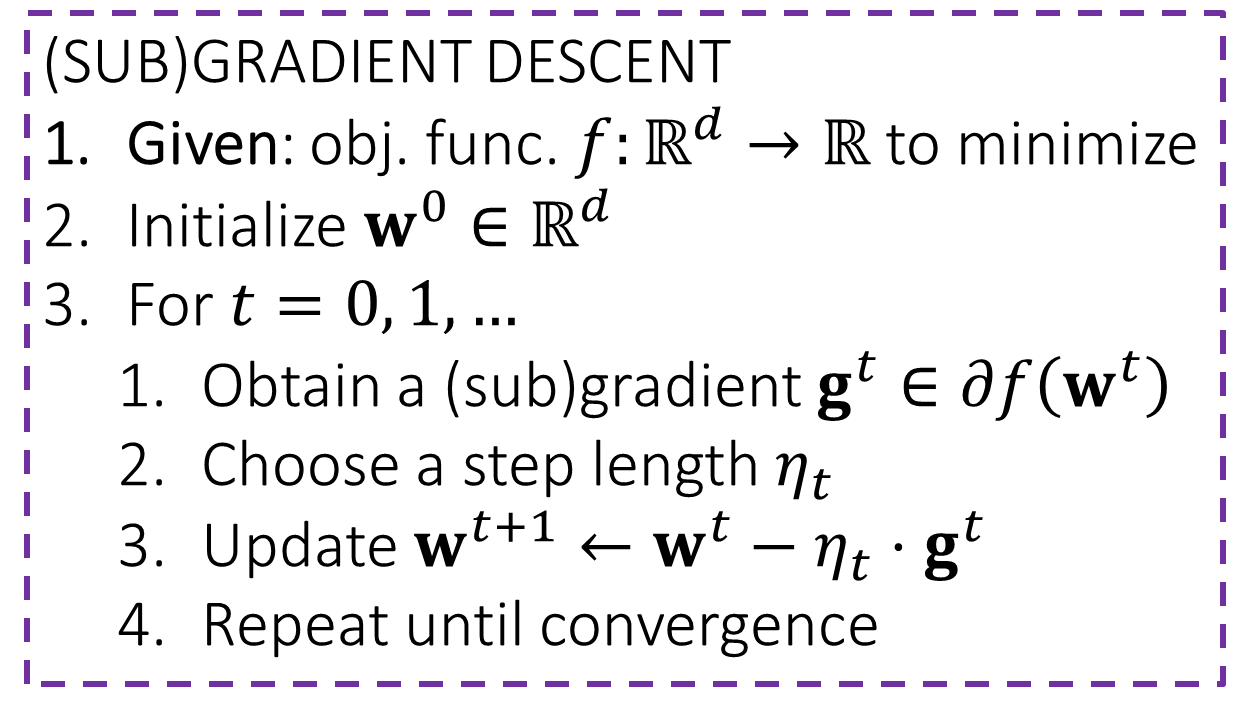 (SUB)GRADIENT DESCENT
1. Given: obj. func. 𝑓: ℝ^𝑑 → ℝ to minimize
2. Initialize 𝐰^0 ∈ ℝ^𝑑
3. For 𝑡 = 0, 1, …
1. Obtain a (sub)gradient 𝐠^𝑡 ∈ ∂𝑓(𝐰^𝑡)
2. Choose a step length 𝜂_𝑡
3. Update 𝐰^{𝑡+1} ← 𝐰^𝑡 − 𝜂_𝑡 · 𝐠^𝑡
4. Repeat until convergence